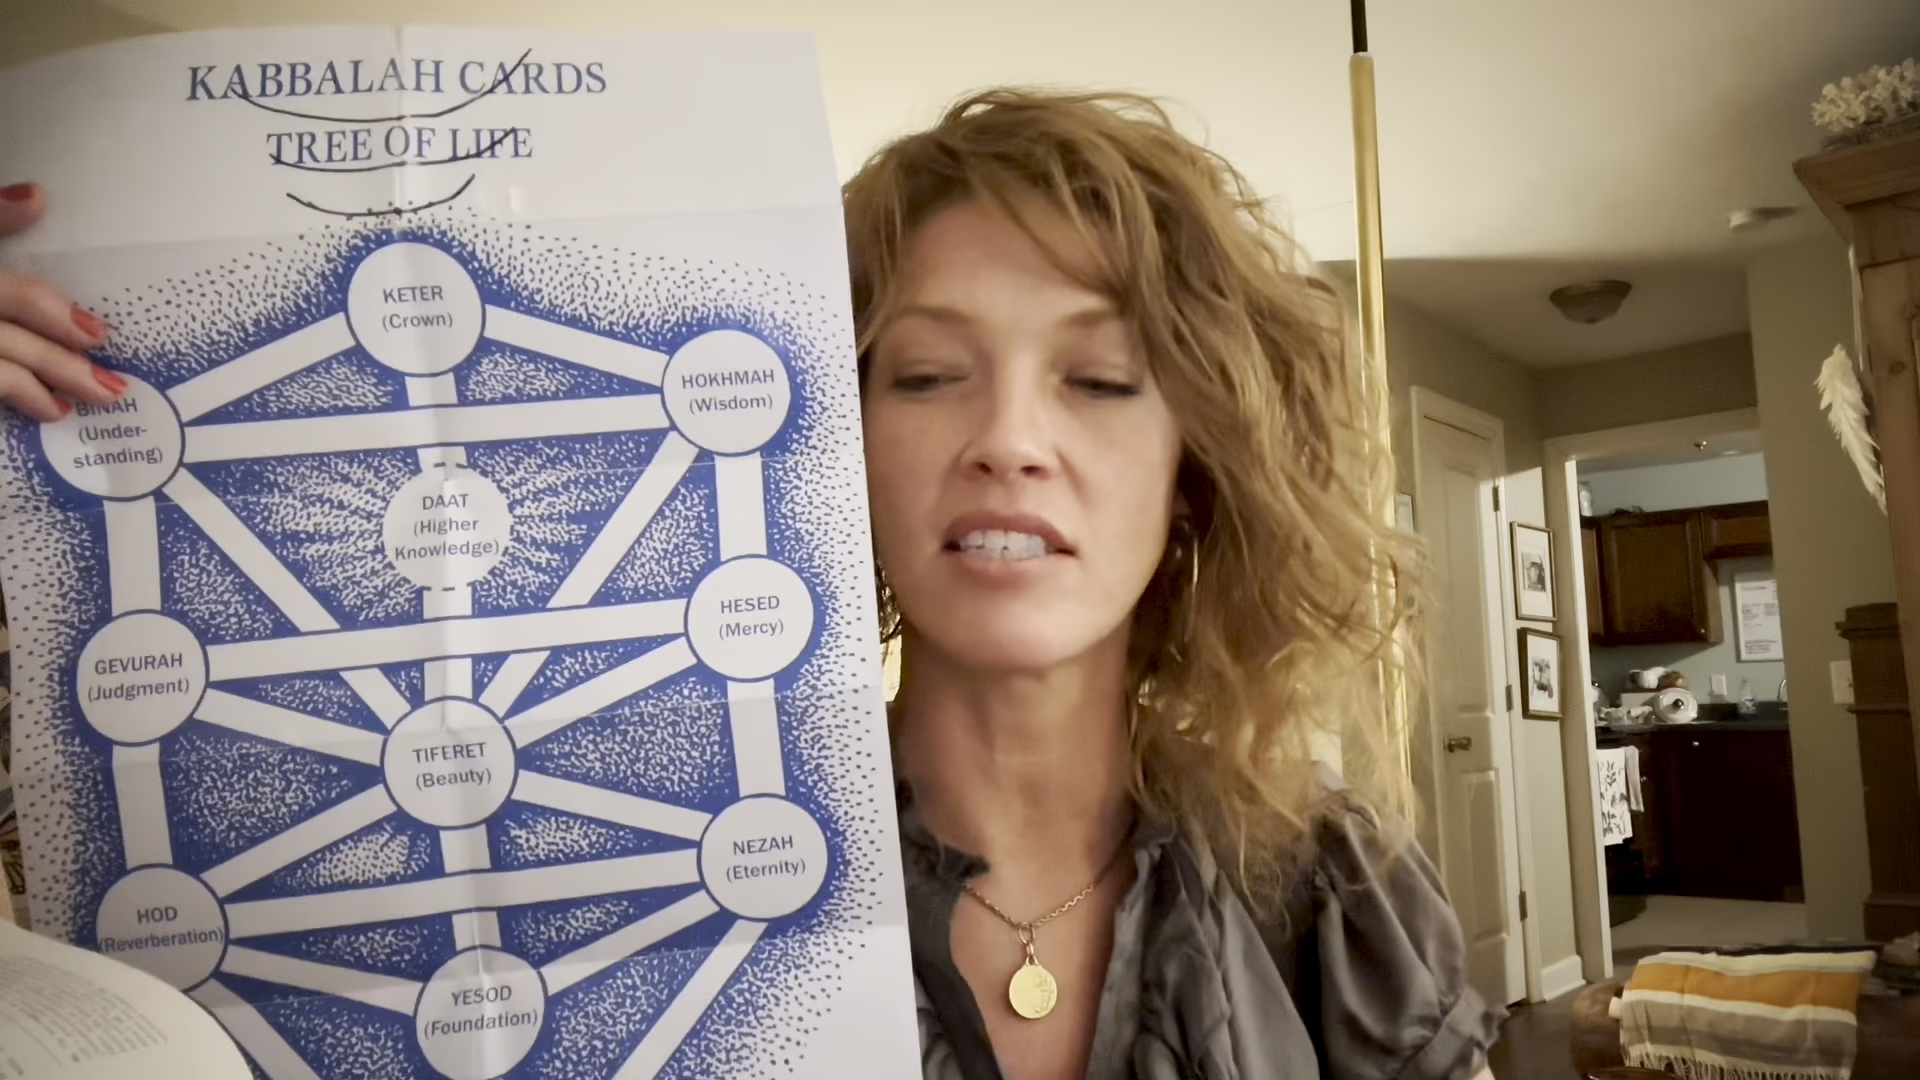 KABBALAH CARDS
TREE OF LIFE
KETER
(Crown)
HOKHMAH
(Wisdom)
BINAH
(Under-
standing)
DAAT
(Higher
Knowledge)
HESED
(Mercy)
GEVURAH
(Judgment)
TIFERET
(Beauty)
NEZAH
(Eternity)
HOD
(Reverberation)
YESOD
(Foundation)